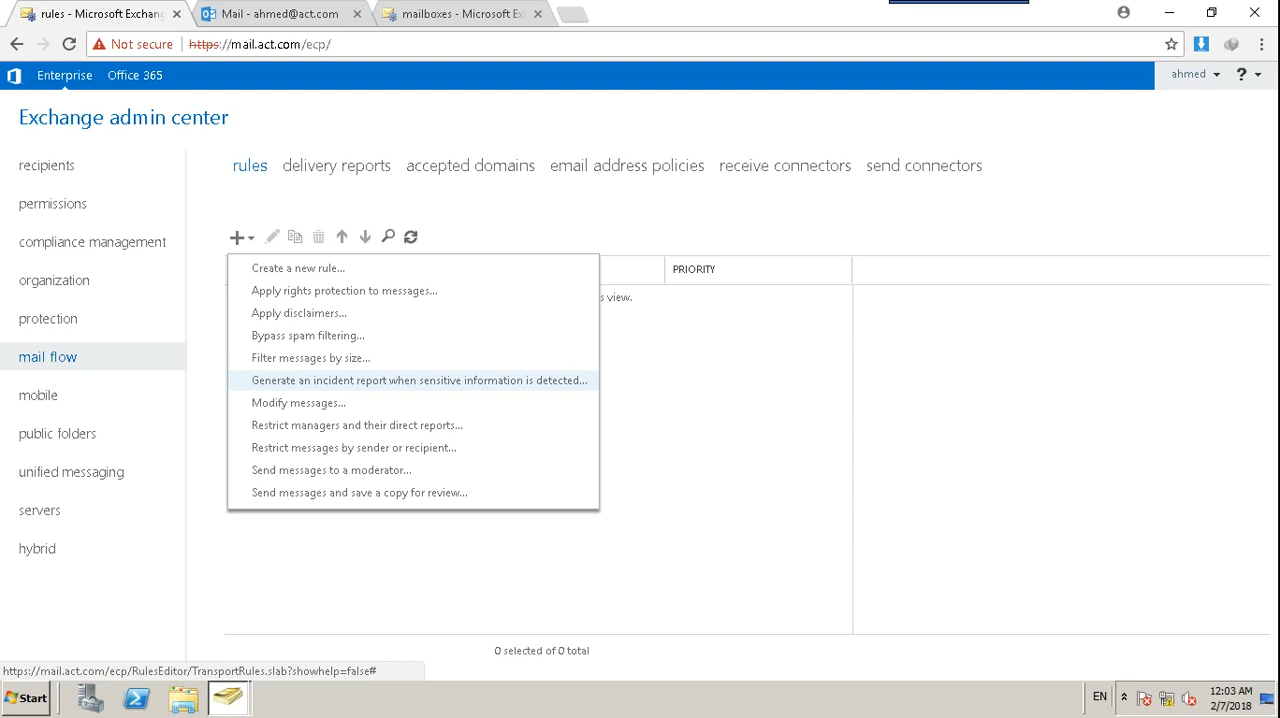 rules - Microsoft Exchang
Mail - ahmed@act.com
mailboxes - Microsoft Ex
Not secure
https://mail.act.com/ecp/
Enterprise
Office 365
ahmed
?
Exchange admin center
recipients
permissions
compliance management
organization
protection
mail flow
mobile
public folders
unified messaging
servers
hybrid
rules
delivery reports
accepted domains
email address policies
receive connectors
send connectors
PRIORITY
s view.
Create a new rule...
Apply rights protection to messages...
Apply disclaimers...
Bypass spam filtering...
Filter messages by size...
Generate an incident report when sensitive information is detected...
Modify messages...
Restrict managers and their direct reports...
Restrict messages by sender or recipient...
Send messages to a moderator...
Send messages and save a copy for review...
0 selected of 0 total
https://mail.act.com/ecp/RulesEditor/TransportRules.slab?showhelp=false#
Start
EN
12:03 AM
2/7/2018